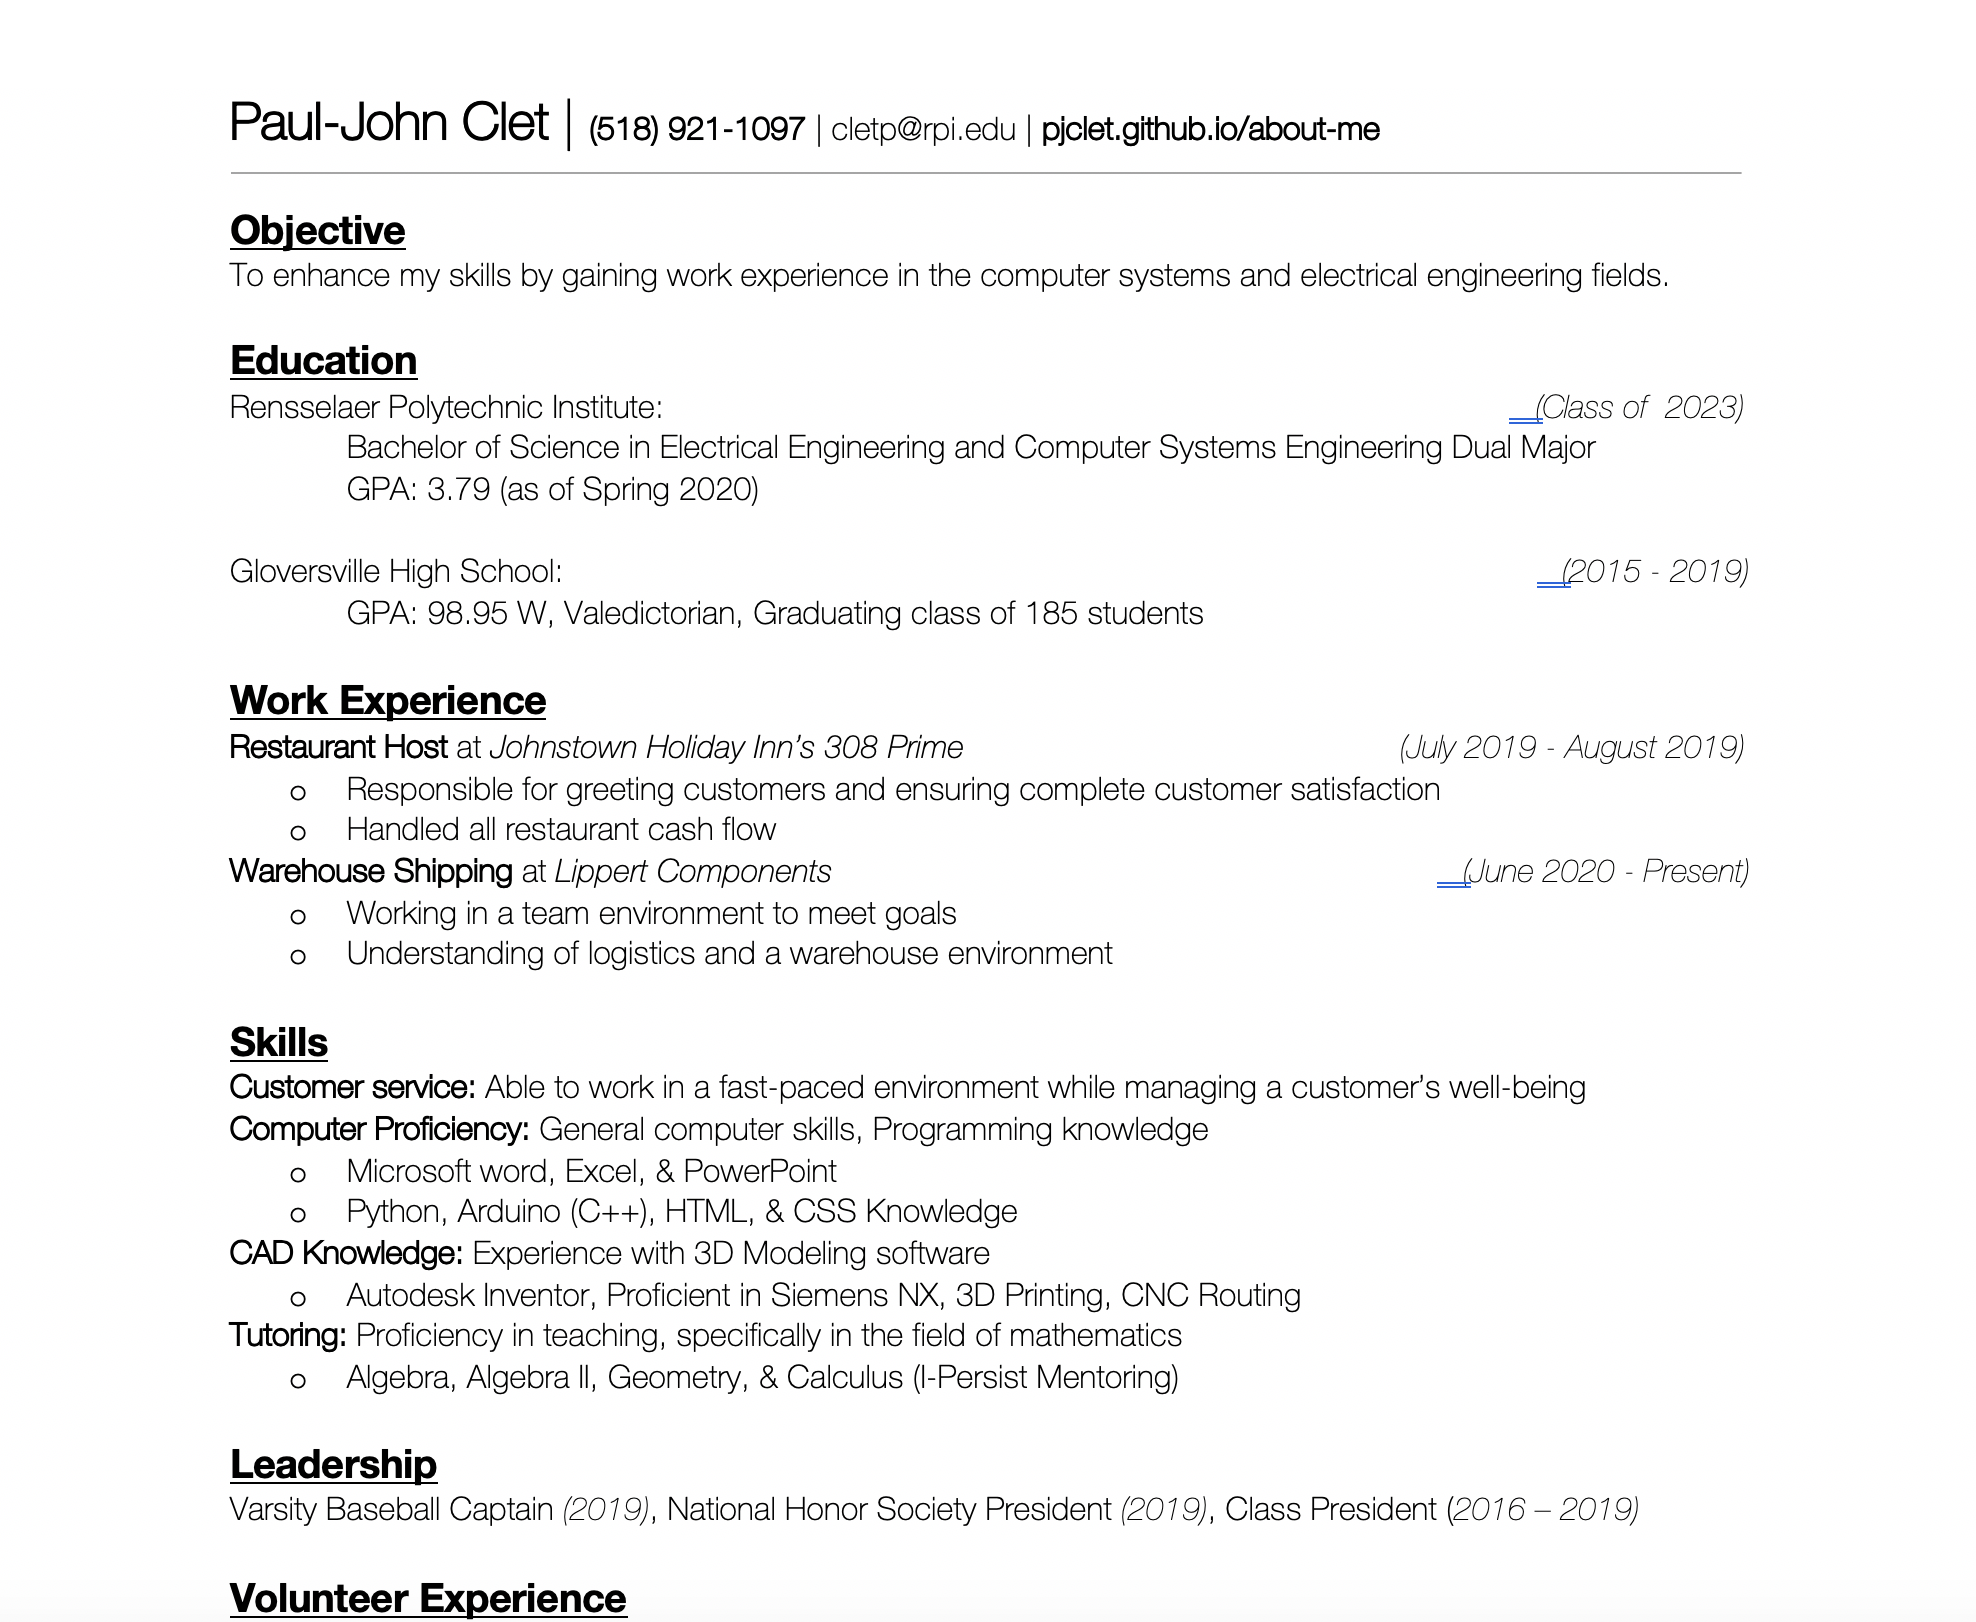 Paul-John Clet | (518) 921-1097 | cletp@rpi.edu | pjclet.github.io/about-me
Objective
To enhance my skills by gaining work experience in the computer systems and electrical engineering fields.
Education
Rensselaer Polytechnic Institute: (Class of  2023)
Bachelor of Science in Electrical Engineering and Computer Systems Engineering Dual Major
GPA: 3.79 (as of Spring 2020)
Gloversville High School: (2015 - 2019)
GPA: 98.95 W, Valedictorian, Graduating class of 185 students
Work Experience
Restaurant Host at Johnstown Holiday Inn’s 308 Prime (July 2019 - August 2019)
o Responsible for greeting customers and ensuring complete customer satisfaction
o Handled all restaurant cash flow
Warehouse Shipping at Lippert Components (June 2020 - Present)
o Working in a team environment to meet goals
o Understanding of logistics and a warehouse environment
Skills
Customer service: Able to work in a fast-paced environment while managing a customer’s well-being
Computer Proficiency: General computer skills, Programming knowledge
o Microsoft word, Excel, & PowerPoint
o Python, Arduino (C++), HTML, & CSS Knowledge
CAD Knowledge: Experience with 3D Modeling software
o Autodesk Inventor, Proficient in Siemens NX, 3D Printing, CNC Routing
Tutoring: Proficiency in teaching, specifically in the field of mathematics
o Algebra, Algebra II, Geometry, & Calculus (I-Persist Mentoring)
Leadership
Varsity Baseball Captain (2019), National Honor Society President (2019), Class President (2016 – 2019)
Volunteer Experience